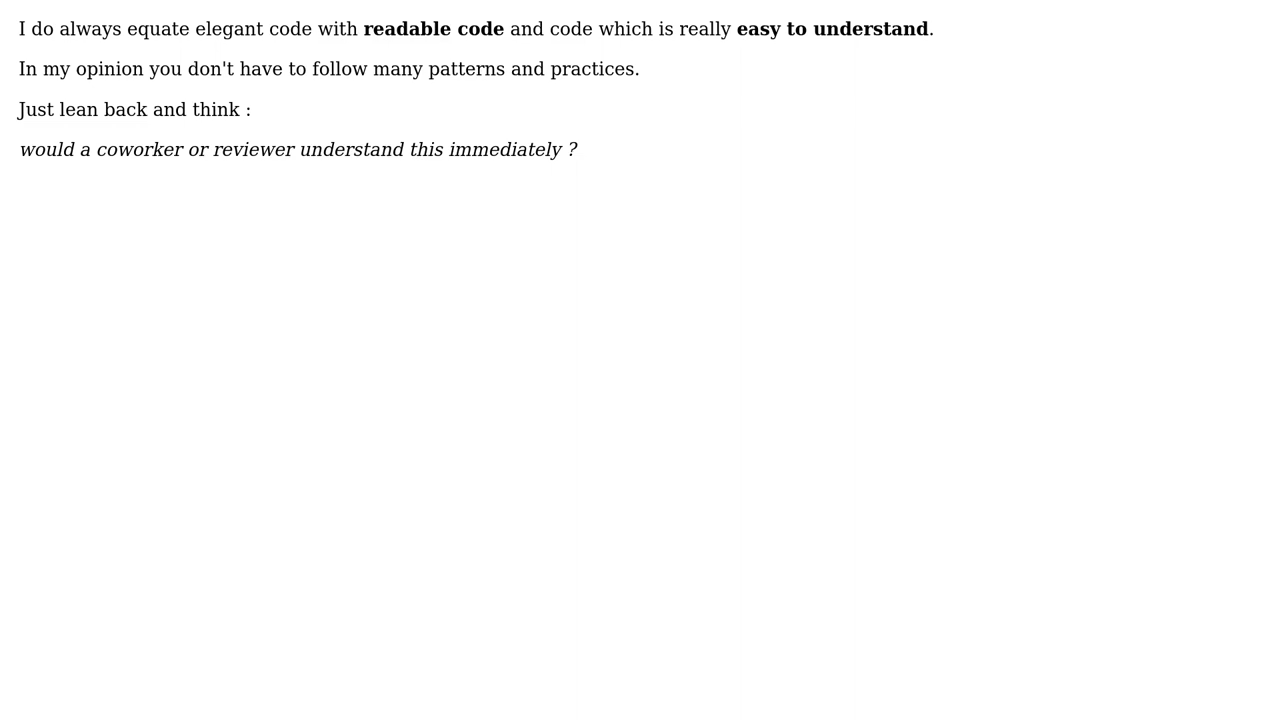 I do always equate elegant code with readable code and code which is really easy to understand.
In my opinion you don't have to follow many patterns and practices.
Just lean back and think :
would a coworker or reviewer understand this immediately ?